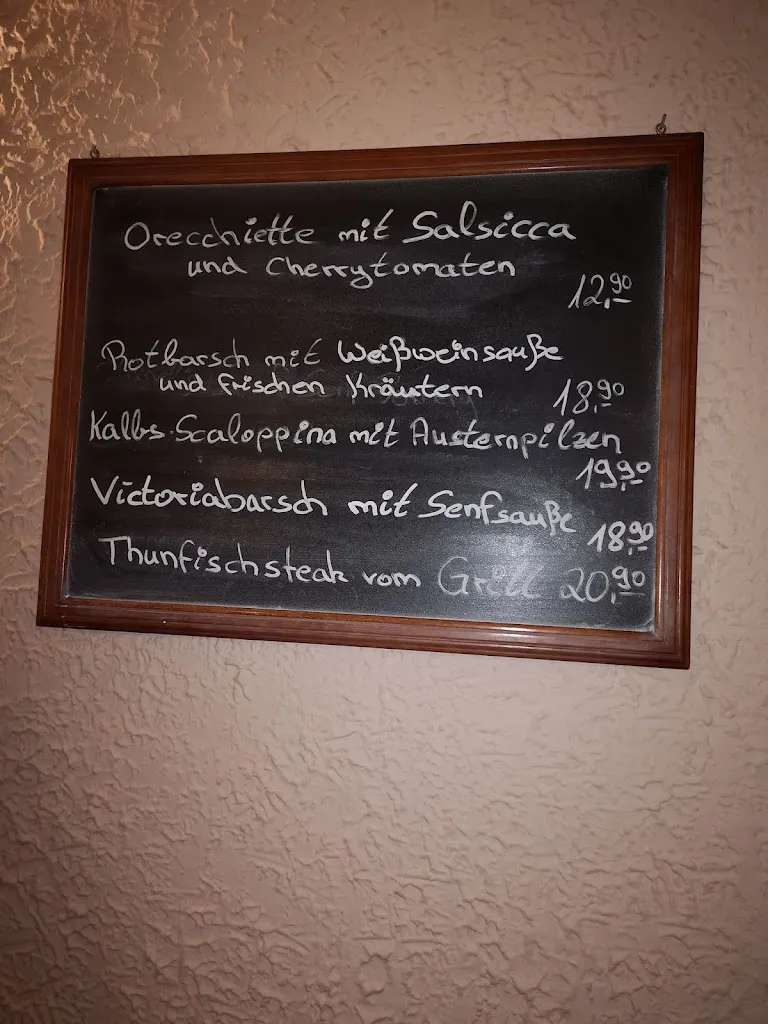 Orecchiette mit Salsicca
und Cherrytomaten
12,90
Rotbarsch mit Weißweinsauße
und frischen Kräutern 18,90
Kalbs-Scaloppina mit Austernpilzen
19,90
Victoriabarsch mit Senfsauße
18,90
Thunfischsteak vom Grill 20,90